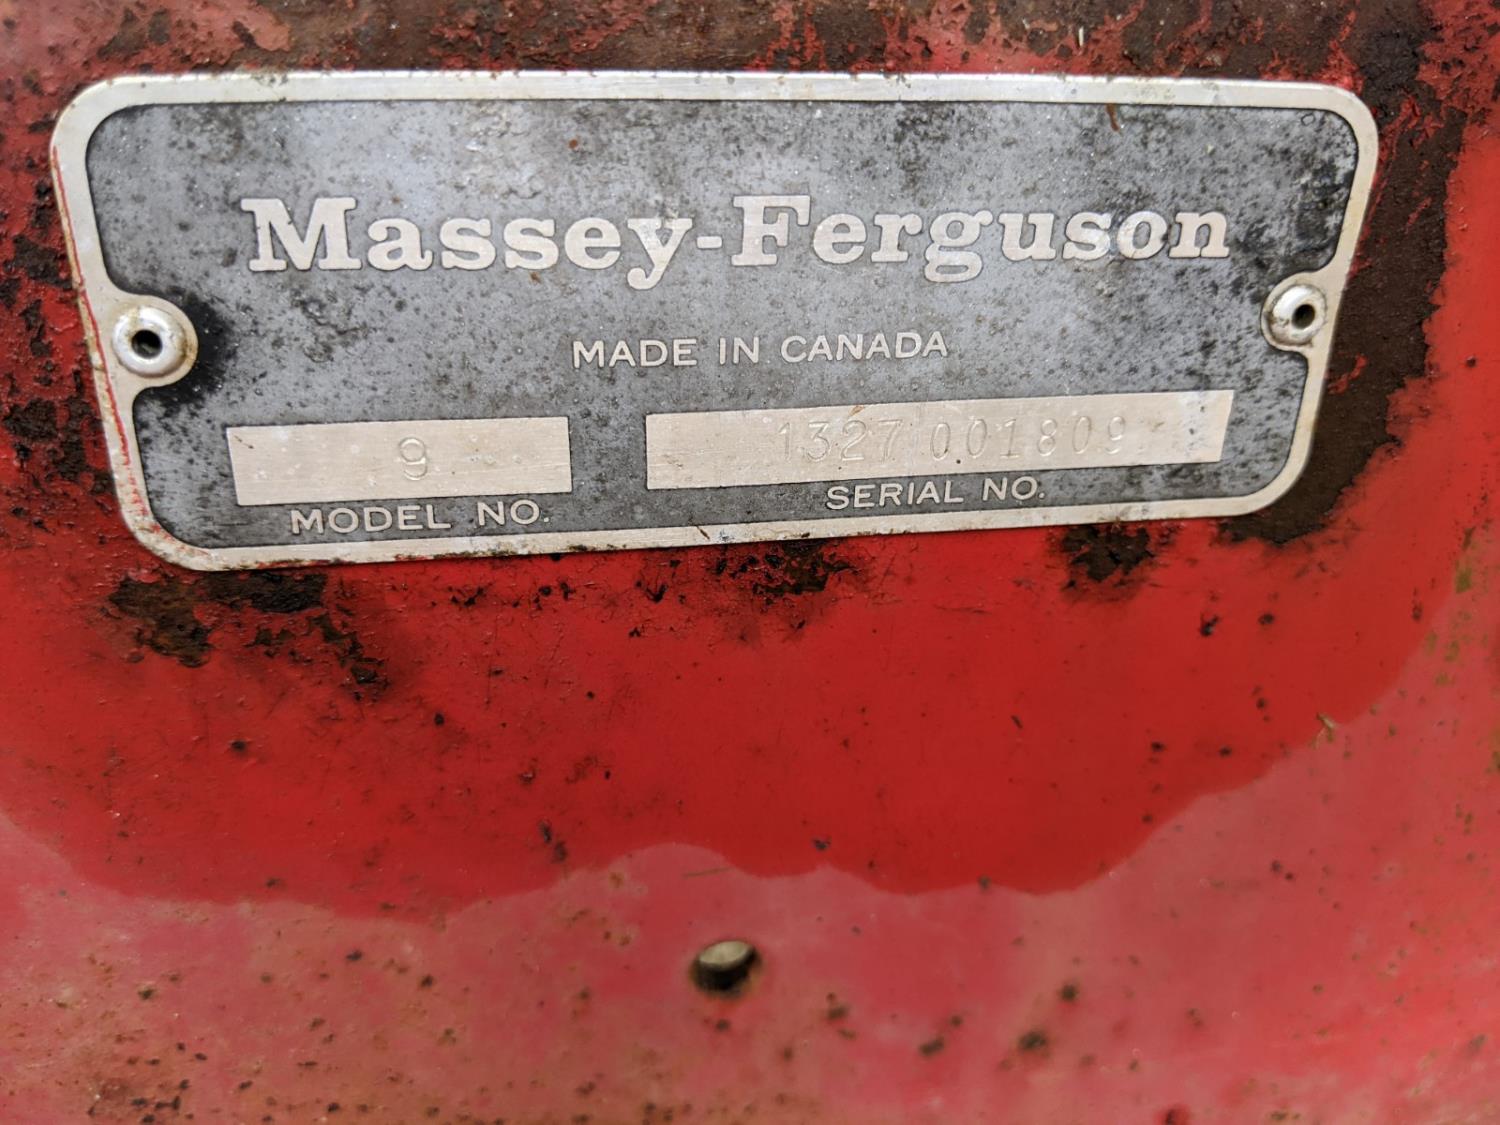 Massey-Ferguson
MADE IN CANADA
9 1327 001809
MODEL NO. SERIAL NO.